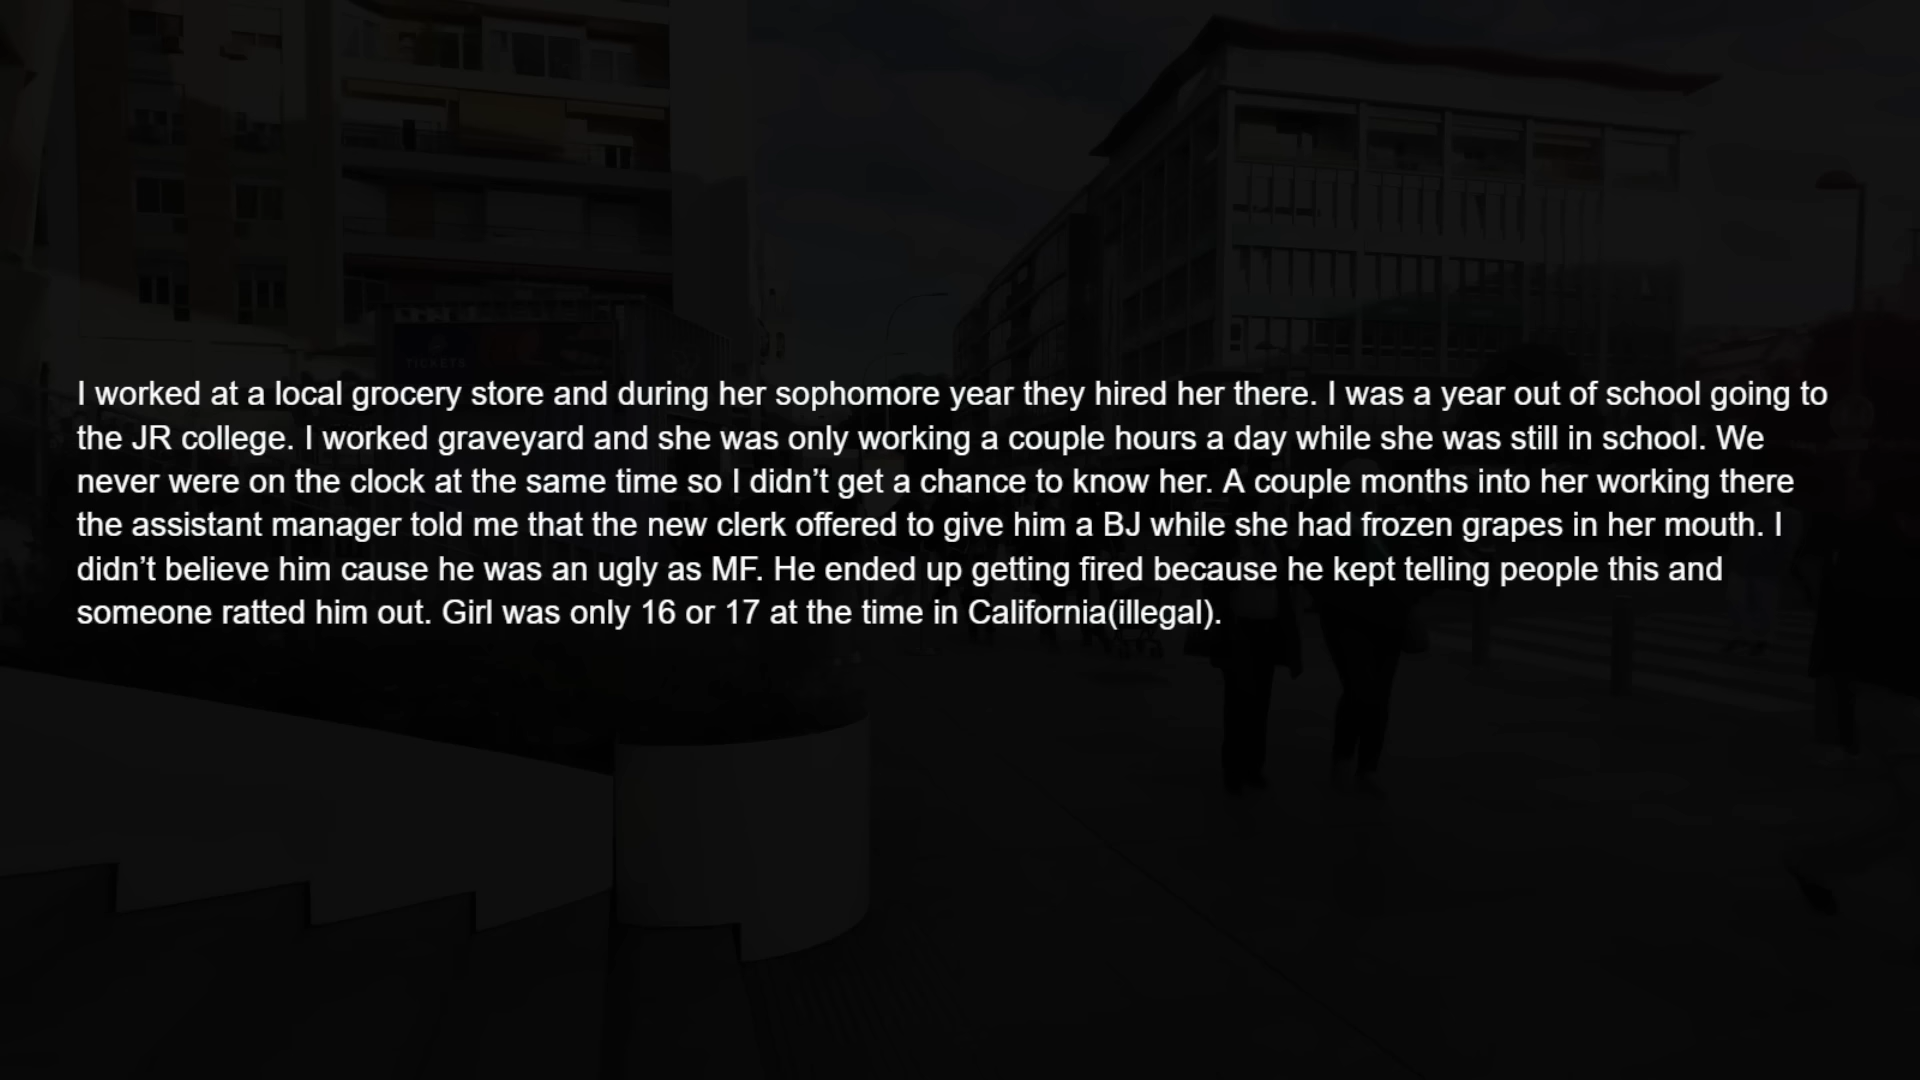 TICKETS
I worked at a local grocery store and during her sophomore year they hired her there. I was a year out of school going to
the JR college. I worked graveyard and she was only working a couple hours a day while she was still in school. We
never were on the clock at the same time so I didn’t get a chance to know her. A couple months into her working there
the assistant manager told me that the new clerk offered to give him a BJ while she had frozen grapes in her mouth. I
didn’t believe him cause he was an ugly as MF. He ended up getting fired because he kept telling people this and
someone ratted him out. Girl was only 16 or 17 at the time in California(illegal).